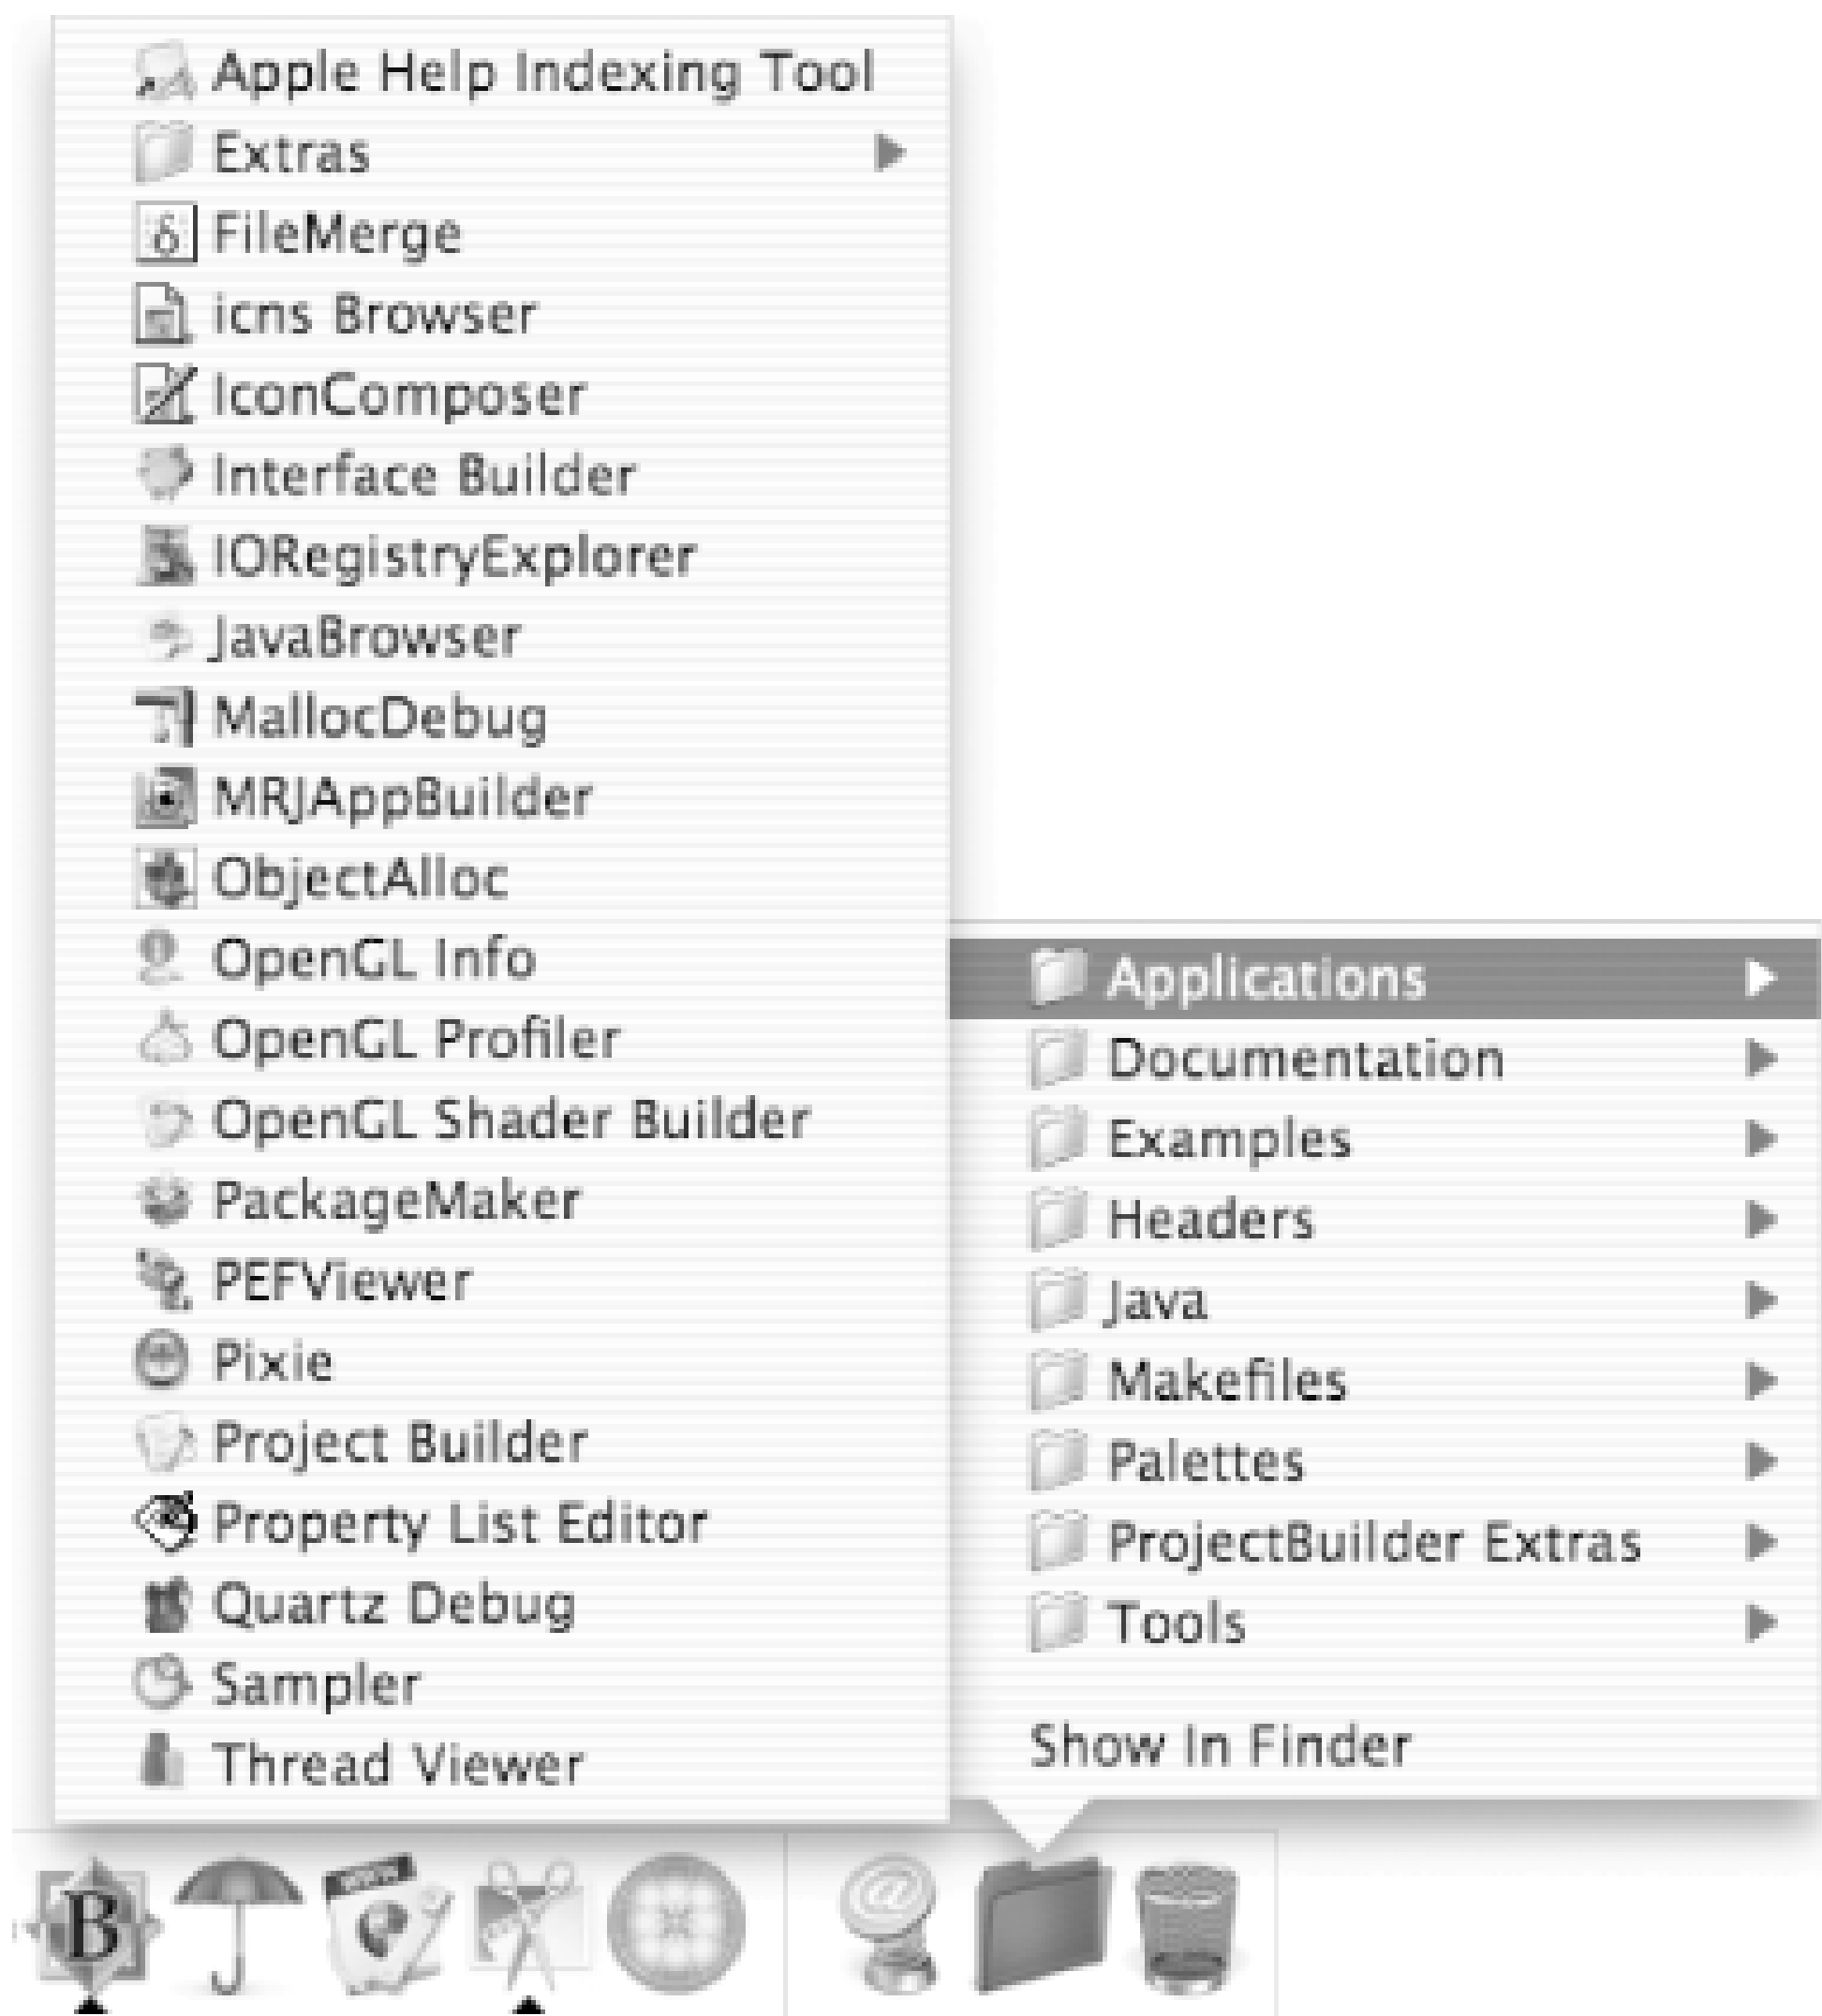 Apple Help Indexing Tool
Extras
FileMerge
icns Browser
IconComposer
Interface Builder
IORegistryExplorer
JavaBrowser
MallocDebug
MRJAppBuilder
ObjectAlloc
OpenGL Info
OpenGL Profiler
OpenGL Shader Builder
PackageMaker
PEFViewer
Pixie
Project Builder
Property List Editor
Quartz Debug
Sampler
Thread Viewer
Applications
Documentation
Examples
Headers
Java
Makefiles
Palettes
ProjectBuilder Extras
Tools
Show In Finder
B
@